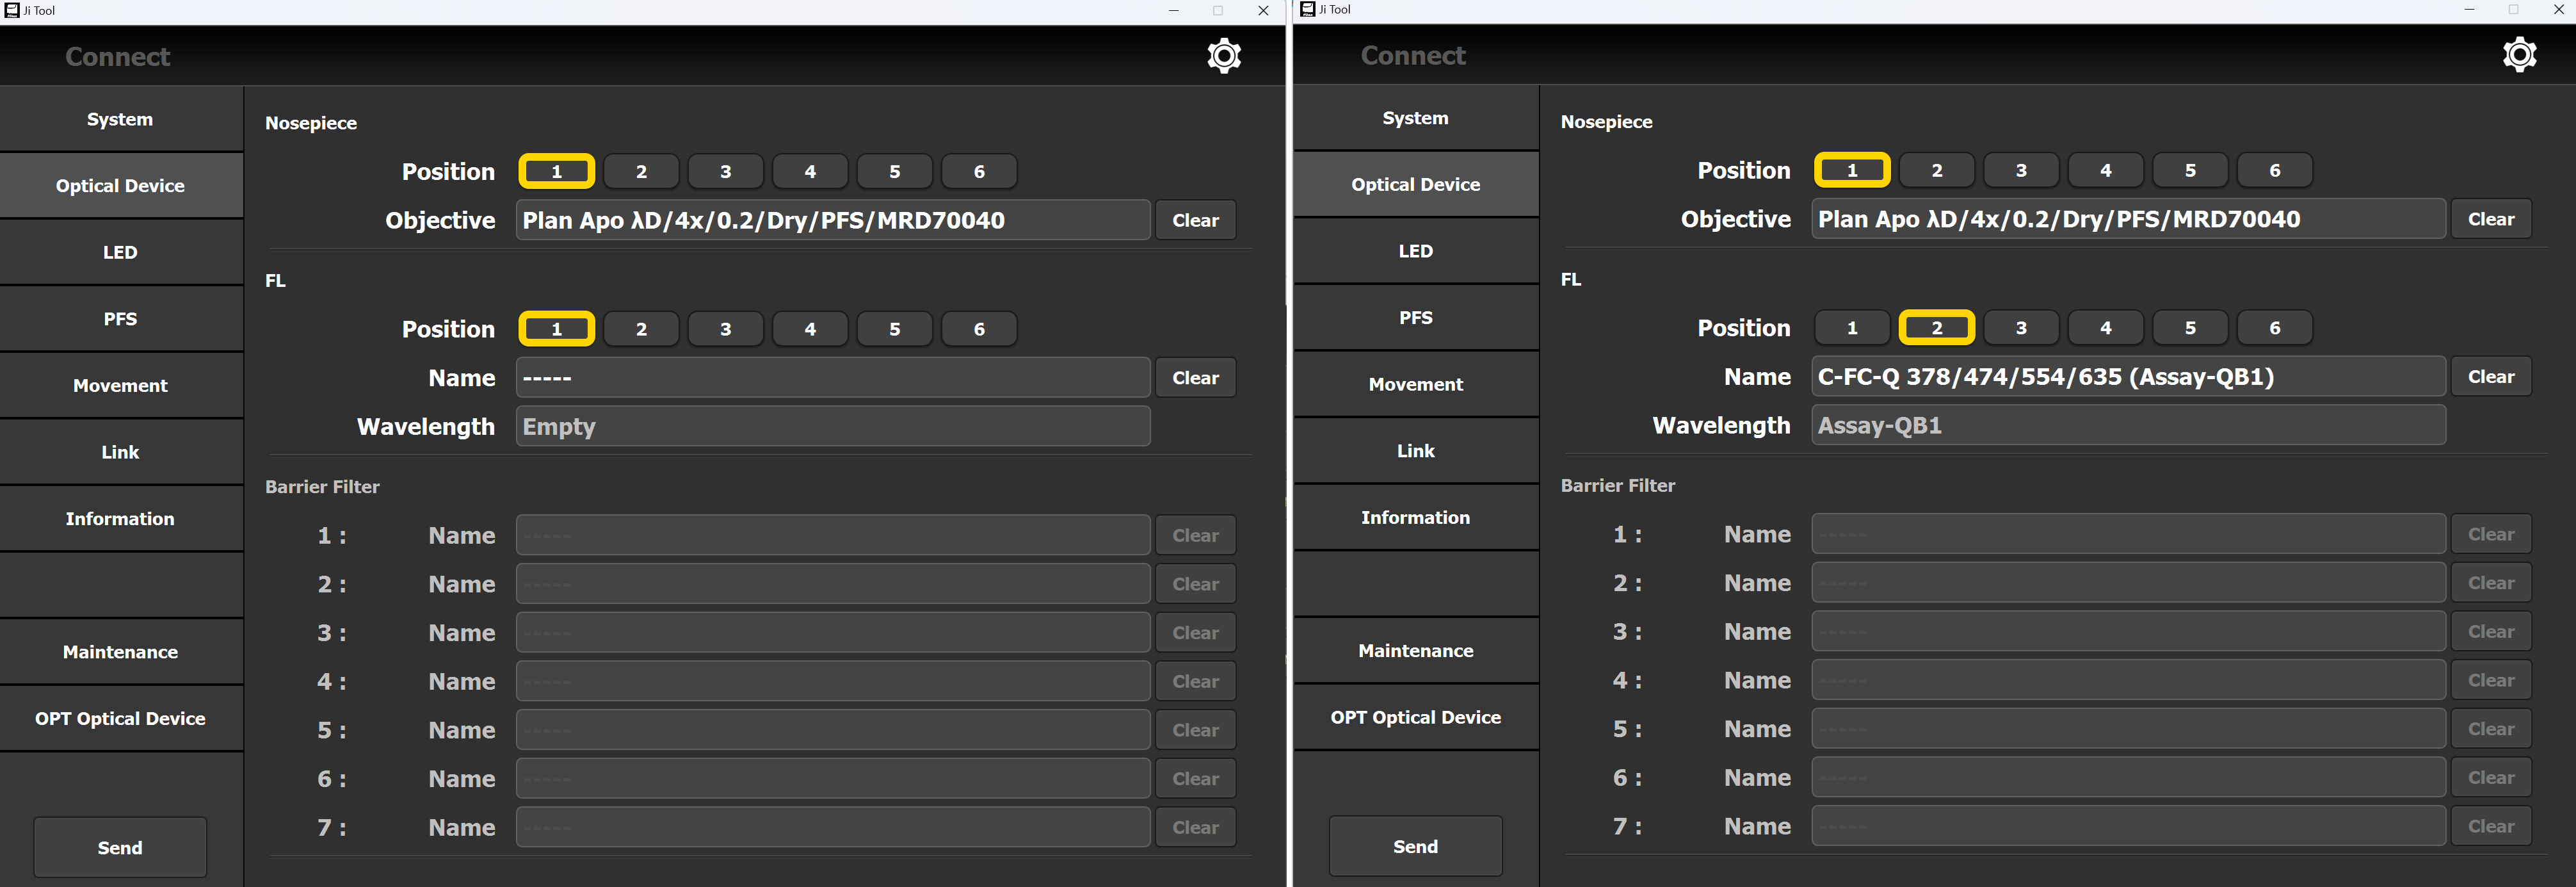 Ji Tool
Connect
System
Optical Device
LED
PFS
Movement
Link
Information
Maintenance
OPT Optical Device
Send
Nosepiece
Position 1 2 3 4 5 6
Objective Plan Apo λD/4x/0.2/Dry/PFS/MRD70040 Clear
FL
Position 1 2 3 4 5 6
Name ----- Clear
Wavelength Empty
Barrier Filter
1 : Name ----- Clear
2 : Name ----- Clear
3 : Name ----- Clear
4 : Name ----- Clear
5 : Name ----- Clear
6 : Name ----- Clear
7 : Name ----- Clear
Ji Tool
Connect
System
Optical Device
LED
PFS
Movement
Link
Information
Maintenance
OPT Optical Device
Send
Nosepiece
Position 1 2 3 4 5 6
Objective Plan Apo λD/4x/0.2/Dry/PFS/MRD70040 Clear
FL
Position 1 2 3 4 5 6
Name C-FC-Q 378/474/554/635 (Assay-QB1) Clear
Wavelength Assay-QB1
Barrier Filter
1 : Name ----- Clear
2 : Name ----- Clear
3 : Name ----- Clear
4 : Name ----- Clear
5 : Name ----- Clear
6 : Name ----- Clear
7 : Name ----- Clear